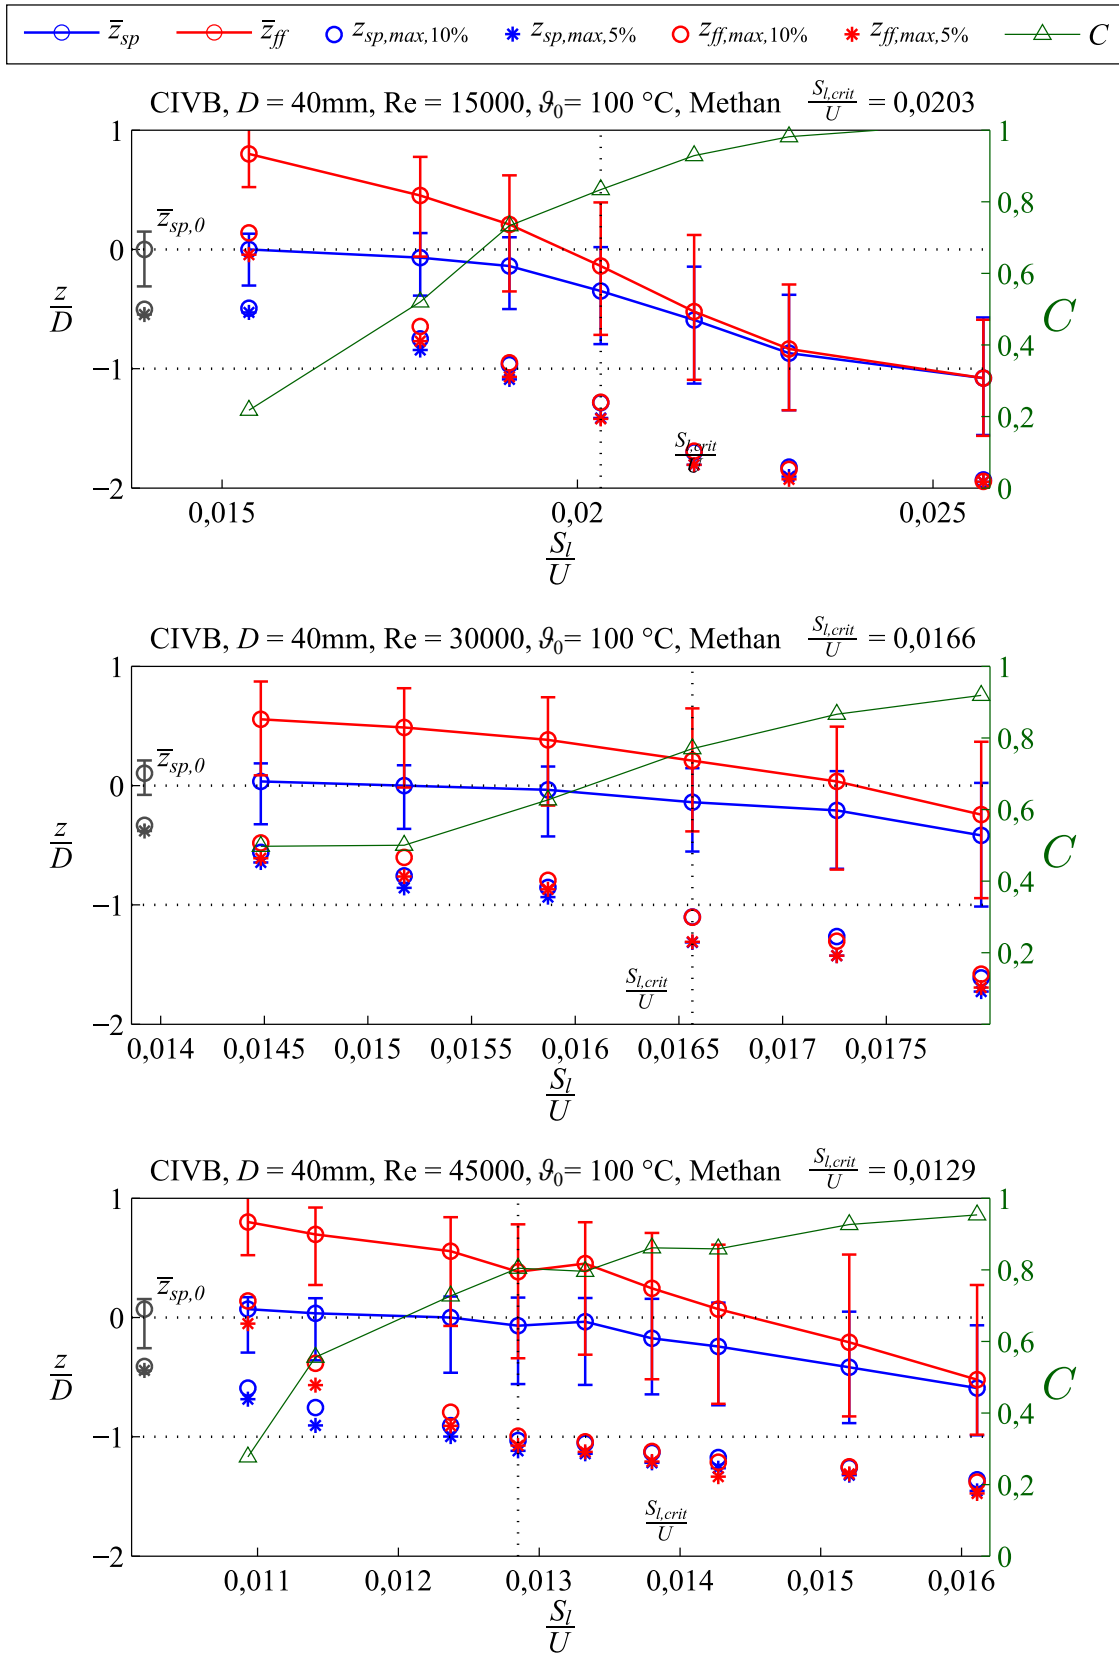 z̄sp z̄ff zsp,max,10% zsp,max,5% zff,max,10% zff,max,5% C
CIVB, D = 40mm, Re = 15000, ϑ0= 100 °C, Methan Sl,crit/U = 0,0203
1 1
z̄sp,0 0,8
0 0,6
z/D C
−1 0,4
Sl,crit/U 0,2
−2 0
0,015 0,02 0,025
Sl/U
CIVB, D = 40mm, Re = 30000, ϑ0= 100 °C, Methan Sl,crit/U = 0,0166
1 1
z̄sp,0 0,8
0 0,6
z/D C
−1 0,4
Sl,crit/U 0,2
−2 0
0,014 0,0145 0,015 0,0155 0,016 0,0165 0,017 0,0175
Sl/U
CIVB, D = 40mm, Re = 45000, ϑ0= 100 °C, Methan Sl,crit/U = 0,0129
1 1
z̄sp,0 0,8
0 0,6
z/D C
−1 0,4
Sl,crit/U 0,2
−2 0
0,011 0,012 0,013 0,014 0,015 0,016
Sl/U